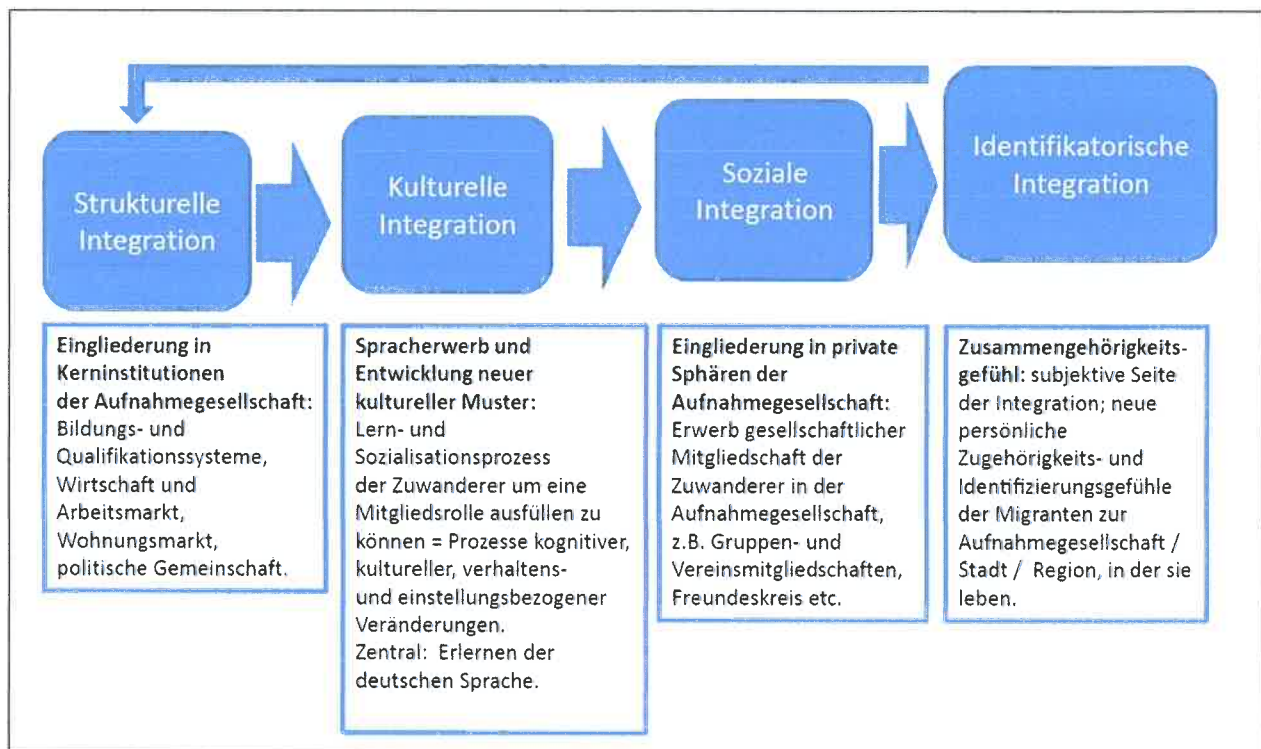 Strukturelle
Integration
Kulturelle
Integration
Soziale
Integration
Identifikatorische
Integration
Eingliederung in
Kerninstitutionen
der Aufnahmegesellschaft:
Bildungs- und
Qualifikationssysteme,
Wirtschaft und
Arbeitsmarkt,
Wohnungsmarkt,
politische Gemeinschaft.
Spracherwerb und
Entwicklung neuer
kultureller Muster:
Lern- und
Sozialisationsprozess
der Zuwanderer um eine
Mitgliedsrolle ausfüllen zu
können = Prozesse kognitiver,
kultureller, verhaltens-
und einstellungsbezogener
Veränderungen.
Zentral: Erlernen der
deutschen Sprache.
Eingliederung in private
Sphären der
Aufnahmegesellschaft:
Erwerb gesellschaftlicher
Mitgliedschaft der
Zuwanderer in der
Aufnahmegesellschaft,
z.B. Gruppen- und
Vereinsmitgliedschaften,
Freundeskreis etc.
Zusammengehörigkeits-
gefühl: subjektive Seite
der Integration; neue
persönliche
Zugehörigkeits- und
Identifizierungsgefühle
der Migranten zur
Aufnahmegesellschaft /
Stadt / Region, in der sie
leben.